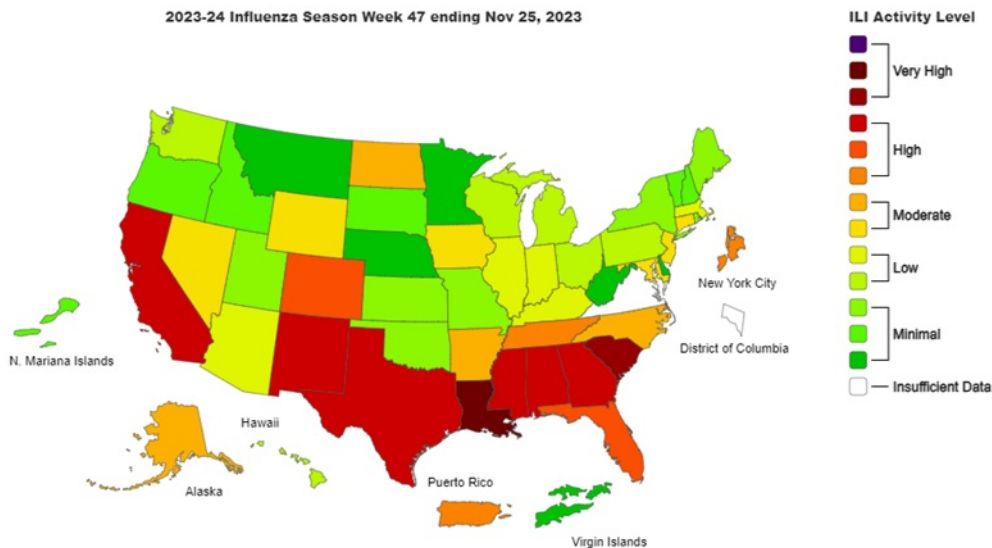 2023-24 Influenza Season Week 47 ending Nov 25, 2023
ILI Activity Level
Very High
High
Moderate
Low
Minimal
Insufficient Data
New York City
District of Columbia
N. Mariana Islands
Hawaii
Alaska
Puerto Rico
Virgin Islands